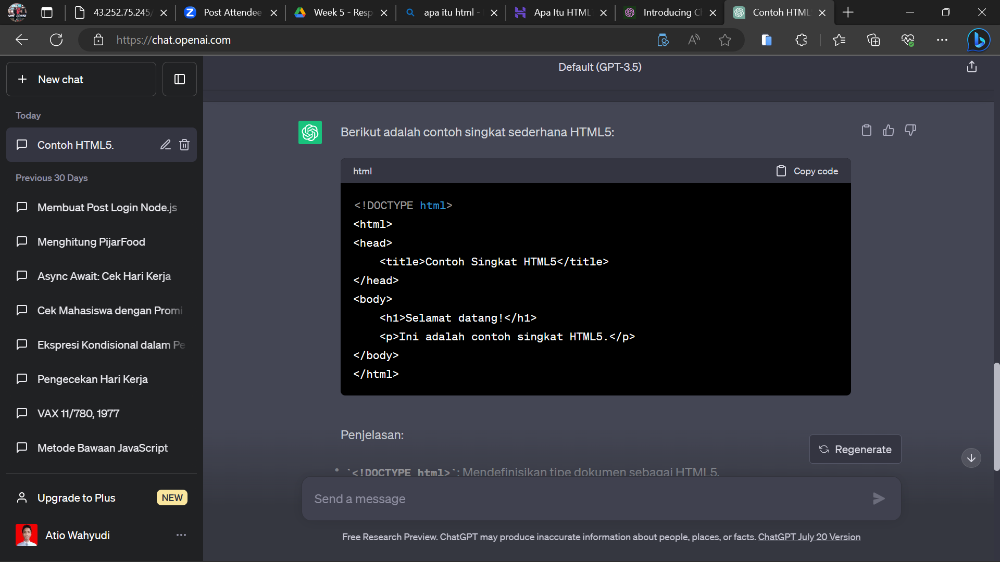 43.252.75.245/
Post Attendee
Week 5 - Resp
apa itu html -
Apa Itu HTML
Introducing Ch
Contoh HTML
https://chat.openai.com
New chat
Default (GPT-3.5)
Today
Contoh HTML5.
Previous 30 Days
Membuat Post Login Node.js
Menghitung PijarFood
Async Await: Cek Hari Kerja
Cek Mahasiswa dengan Promi
Ekspresi Kondisional dalam Pe
Pengecekan Hari Kerja
VAX 11/780, 1977
Metode Bawaan JavaScript
Upgrade to Plus NEW
Atio Wahyudi
Berikut adalah contoh singkat sederhana HTML5:
html Copy code
<!DOCTYPE html>
<html>
<head>
    <title>Contoh Singkat HTML5</title>
</head>
<body>
    <h1>Selamat datang!</h1>
    <p>Ini adalah contoh singkat HTML5.</p>
</body>
</html>
Penjelasan:
Regenerate
• `<!DOCTYPE html>`: Mendefinisikan tipe dokumen sebagai HTML5.
Send a message
Free Research Preview. ChatGPT may produce inaccurate information about people, places, or facts. ChatGPT July 20 Version